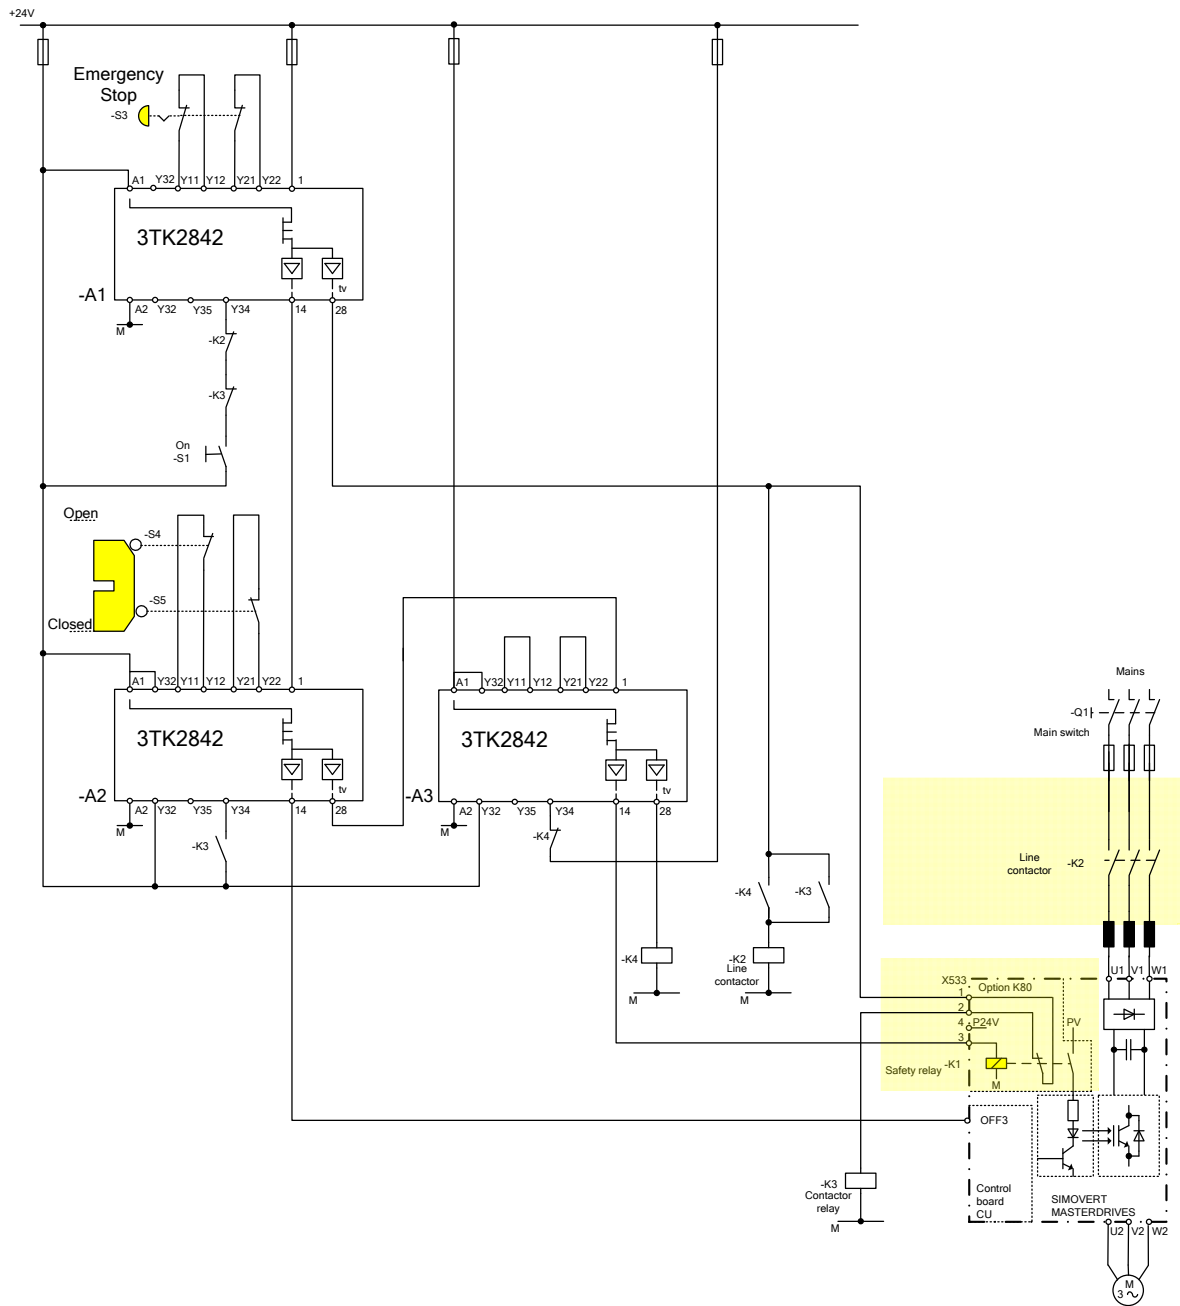 +24V
Emergency
Stop
-S3
A1 Y32 Y11 Y12 Y21 Y22 1
3TK2842
tv
-A1
A2 Y32 Y35 Y34 14 28
M
-K2
-K3
On
-S1
Open
-S4
-S5
Closed
A1 Y32 Y11 Y12 Y21 Y22 1
3TK2842
tv
-A2
A2 Y32 Y35 Y34 14 28
M
-K3
A1 Y32 Y11 Y12 Y21 Y22 1
3TK2842
tv
-A3
A2 Y32 Y35 Y34 14 28
M
-K4
-K4
M
-K4 -K3
-K2
Line
contactor
M
Mains
-Q1
Main switch
Line
contactor
-K2
U1 V1 W1
X533
Option K80
1
2
4 P24V
3
PV
Safety relay -K1
M
OFF3
Control
board
CU
SIMOVERT
MASTERDRIVES
-K3
Contactor
relay
M
U2 V2 W2
M
3